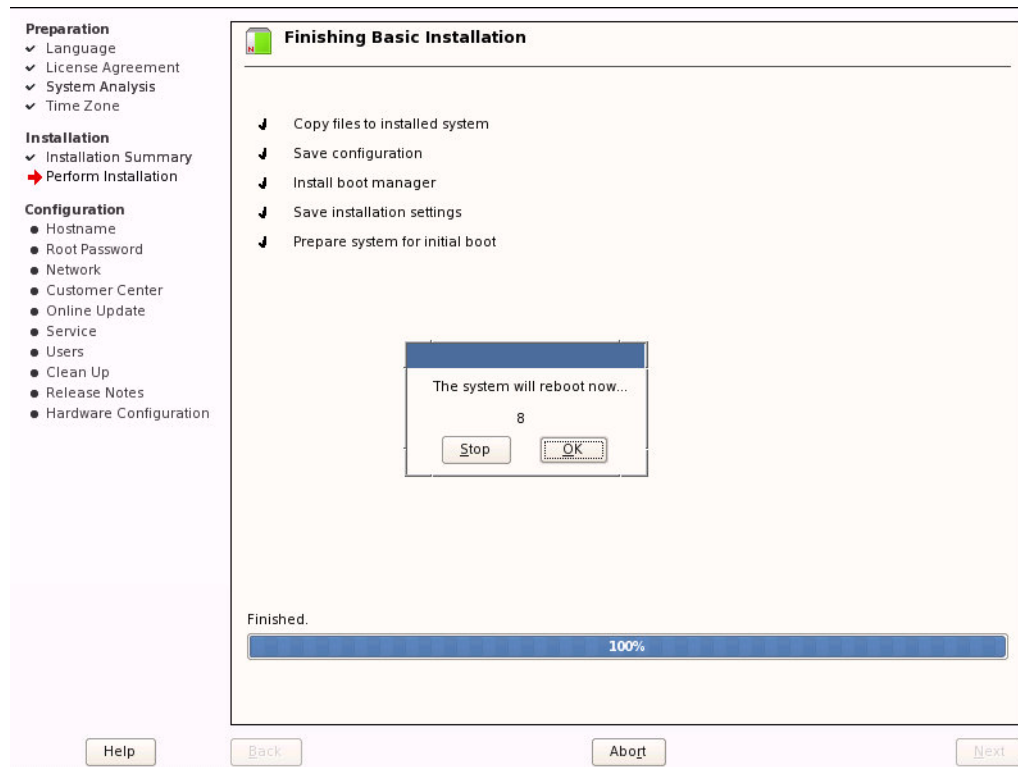 Preparation
Language
License Agreement
System Analysis
Time Zone
Installation
Installation Summary
Perform Installation
Configuration
Hostname
Root Password
Network
Customer Center
Online Update
Service
Users
Clean Up
Release Notes
Hardware Configuration
N
Finishing Basic Installation
Copy files to installed system
Save configuration
Install boot manager
Save installation settings
Prepare system for initial boot
The system will reboot now...
8
Stop
OK
Finished.
100%
Help
Back
Abort
Next